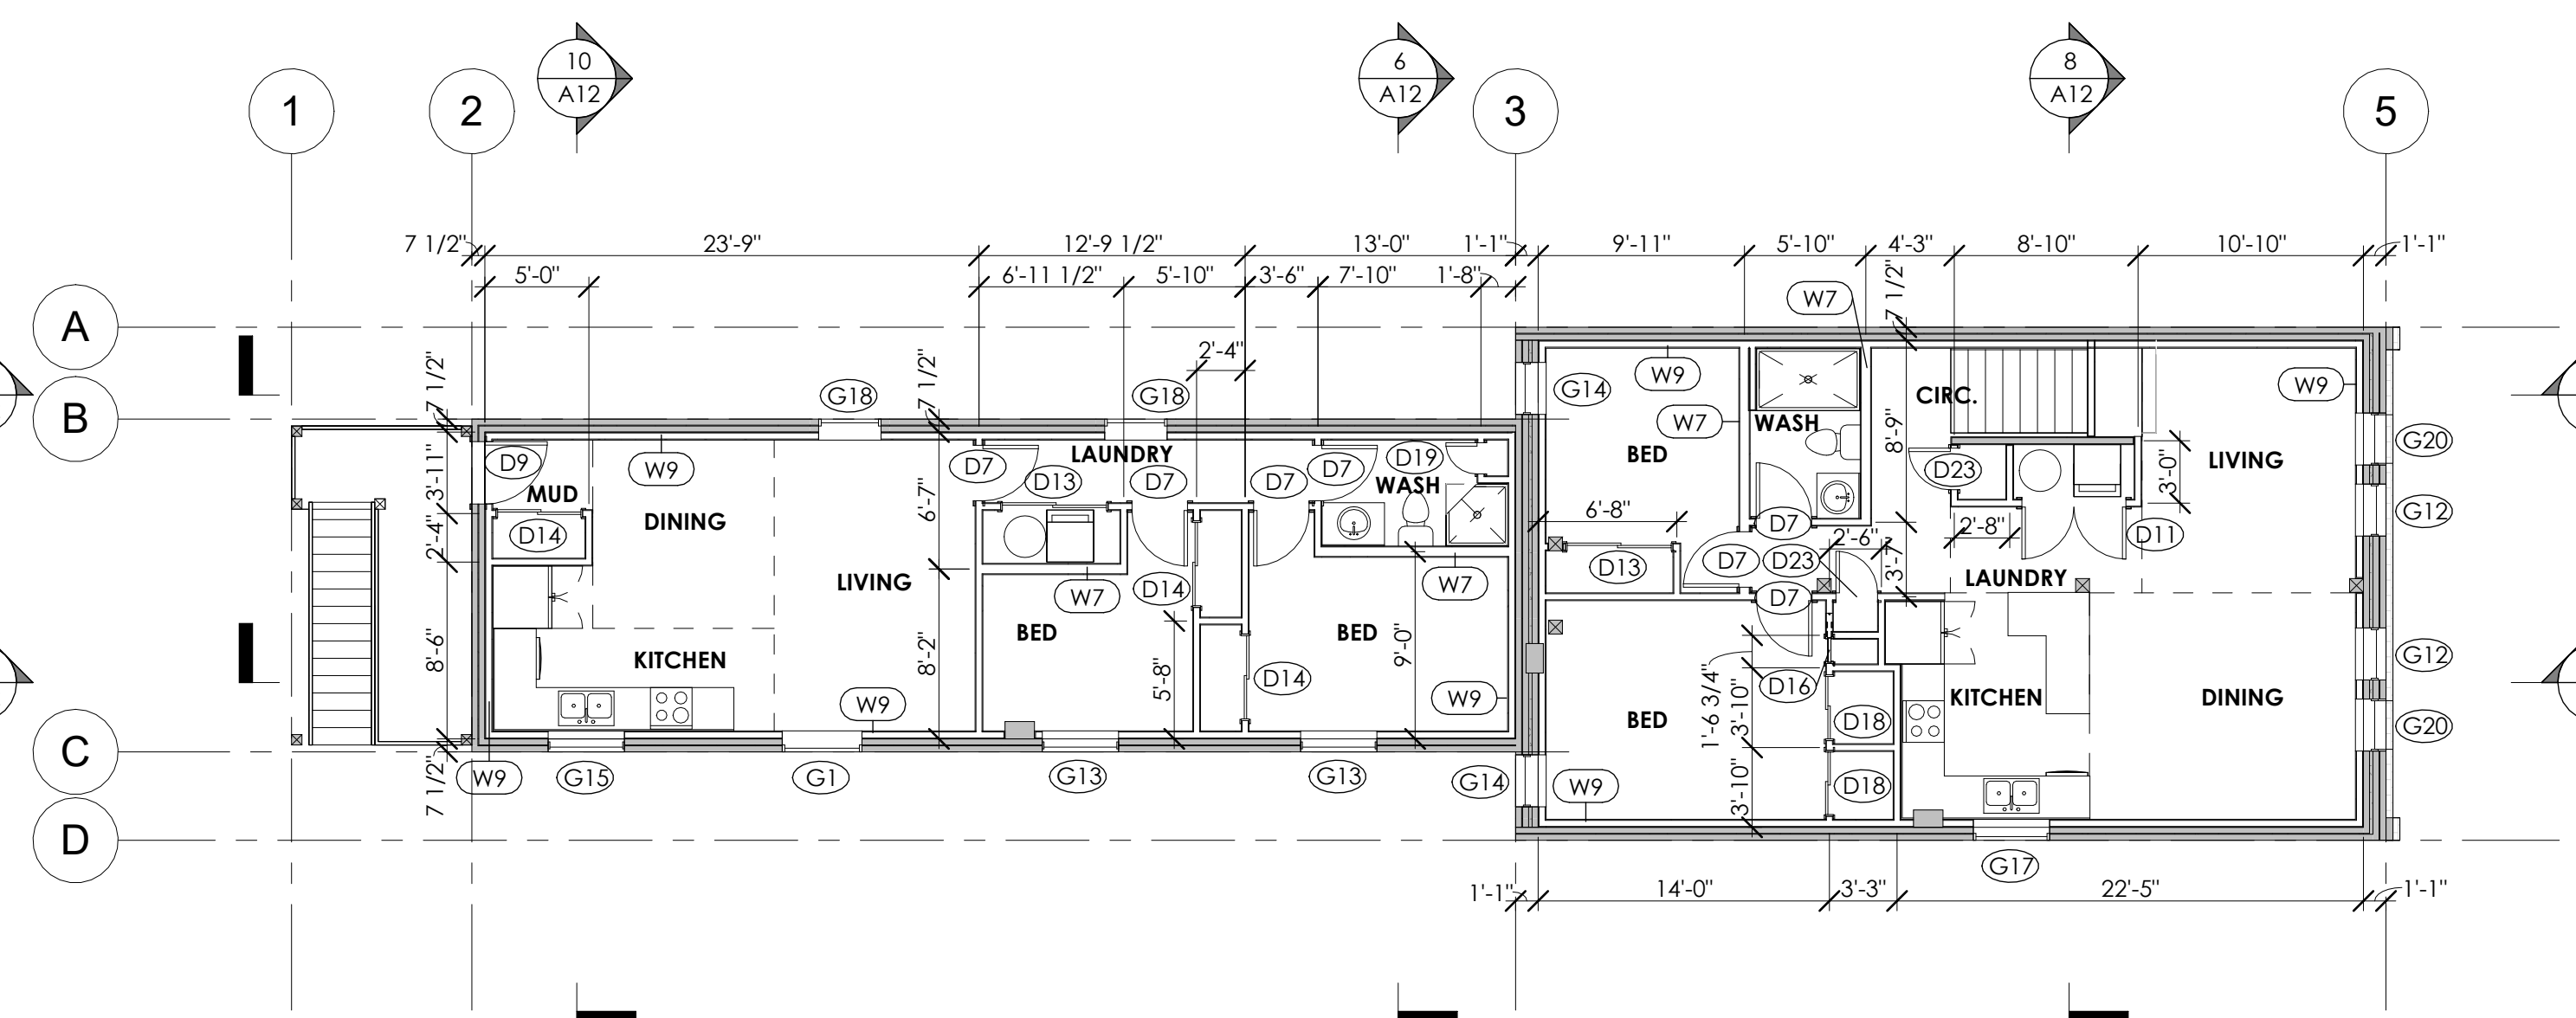 10
A12
6
A12
8
A12
1
2
3
5
7 1/2"
23'-9"
12'-9 1/2"
13'-0"
1'-1"
9'-11"
5'-10"
4'-3"
8'-10"
10'-10"
1'-1"
5'-0"
6'-11 1/2"
5'-10"
3'-6"
7'-10"
1'-8"
W7
7 1/2"
A
B
C
D
7 1/2"
7 1/2"
2'-4"
G18
G18
G14
W9
W7
CIRC.
W9
WASH
3'-11"
D9
MUD
W9
DINING
D7
LAUNDRY
D13
D7
D7
D7
D19
WASH
BED
8'-9"
D23
LIVING
3'-0"
G20
G12
2'-4"
D14
6'-7"
LIVING
6'-8"
D13
D7
D7
D23
D7
2'-6"
3'-7"
2'-8"
D11
LAUNDRY
W7
D14
W7
BED
BED
8'-6"
KITCHEN
8'-2"
5'-8"
9'-0"
D14
W9
W9
BED
1'-6 3/4"
3'-10"
D16
D18
KITCHEN
DINING
G12
G20
7 1/2"
W9
G15
G1
G13
G13
G14
W9
3'-10"
D18
G17
1'-1"
14'-0"
3'-3"
22'-5"
1'-1"